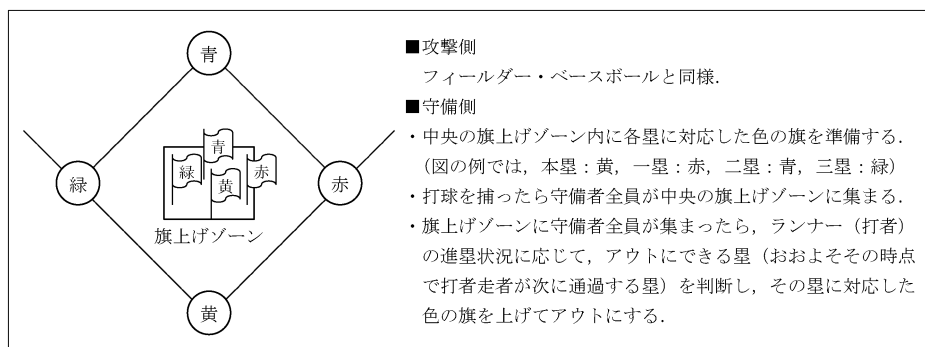 青
緑
青
緑
赤
黄
赤
旗上げゾーン
黄
■攻撃側
フィールダー・ベースボールと同様．
■守備側
・中央の旗上げゾーン内に各塁に対応した色の旗を準備する．
（図の例では，本塁：黄，一塁：赤，二塁：青，三塁：緑）
・打球を捕ったら守備者全員が中央の旗上げゾーンに集まる．
・旗上げゾーンに守備者全員が集まったら，ランナー（打者）
の進塁状況に応じて，アウトにできる塁（おおよそその時点
で打者走者が次に通過する塁）を判断し，その塁に対応した
色の旗を上げてアウトにする．